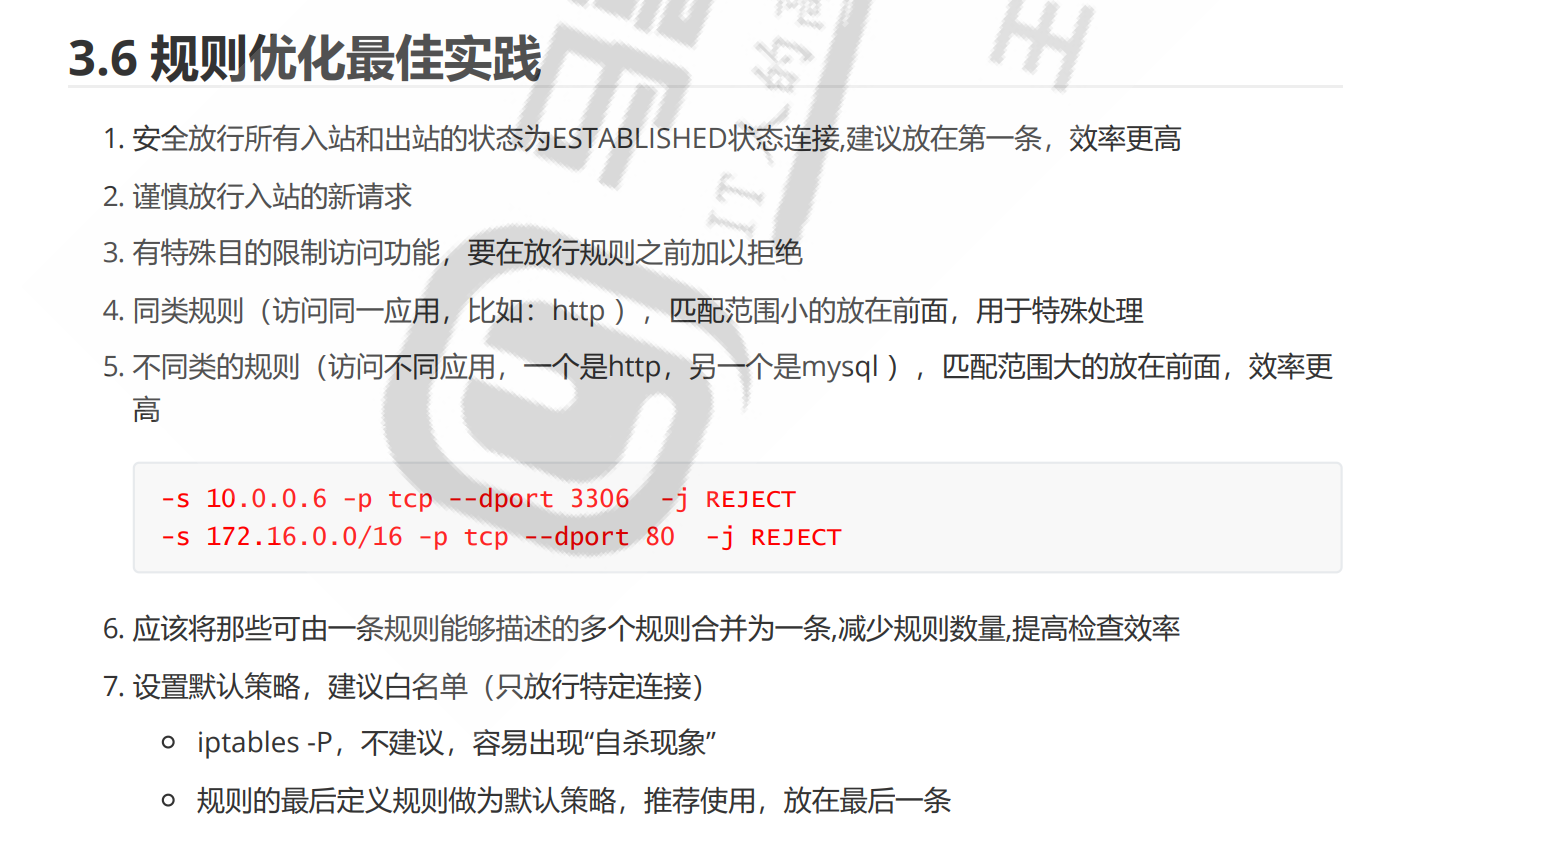 3.6 规则优化最佳实践
1. 安全放行所有入站和出站的状态为ESTABLISHED状态连接,建议放在第一条，效率更高
2. 谨慎放行入站的新请求
3. 有特殊目的限制访问功能，要在放行规则之前加以拒绝
4. 同类规则（访问同一应用，比如：http ），匹配范围小的放在前面，用于特殊处理
5. 不同类的规则（访问不同应用，一个是http，另一个是mysql ），匹配范围大的放在前面，效率更
高
-s 10.0.0.6 -p tcp --dport 3306  -j REJECT
-s 172.16.0.0/16 -p tcp --dport 80  -j REJECT
6. 应该将那些可由一条规则能够描述的多个规则合并为一条,减少规则数量,提高检查效率
7. 设置默认策略，建议白名单（只放行特定连接）
iptables -P，不建议，容易出现“自杀现象”
规则的最后定义规则做为默认策略，推荐使用，放在最后一条
IT人的
王